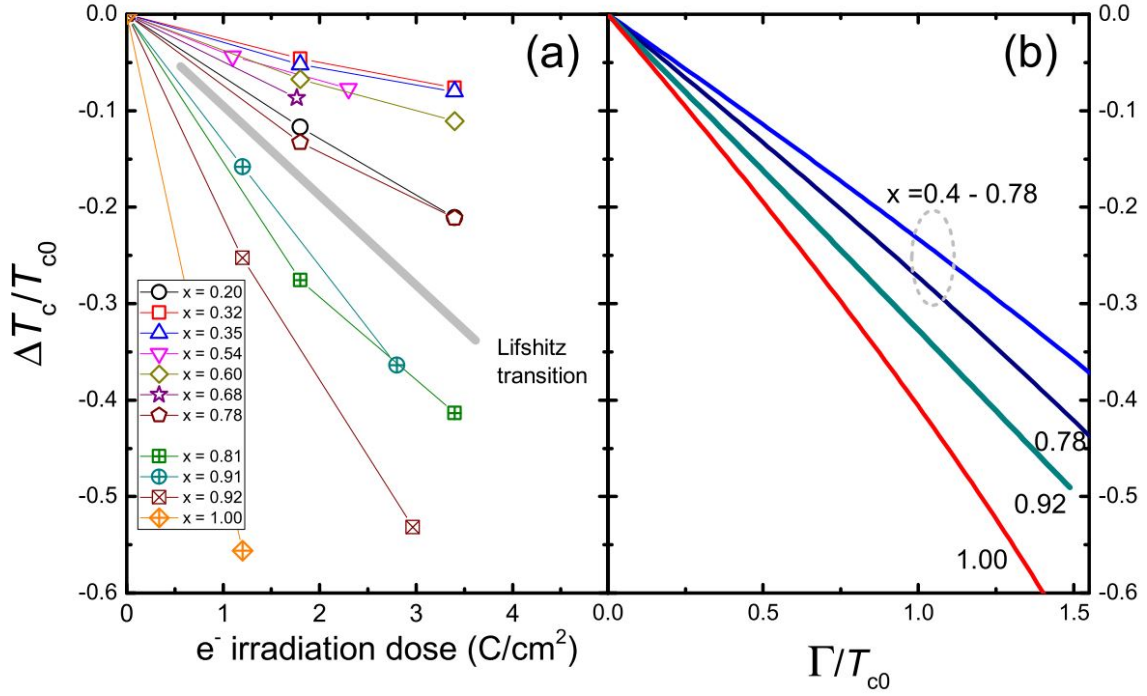 (a)
(b)
0.0
-0.1
-0.2
-0.3
-0.4
-0.5
-0.6
ΔTc/Tc0
x = 0.20
x = 0.32
x = 0.35
x = 0.54
x = 0.60
x = 0.68
x = 0.78
x = 0.81
x = 0.91
x = 0.92
x = 1.00
Lifshitz
transition
0 1 2 3 4
e⁻ irradiation dose (C/cm²)
x =0.4 - 0.78
0.78
0.92
1.00
0.0
-0.1
-0.2
-0.3
-0.4
-0.5
-0.6
0.0 0.5 1.0 1.5
Γ/Tc0